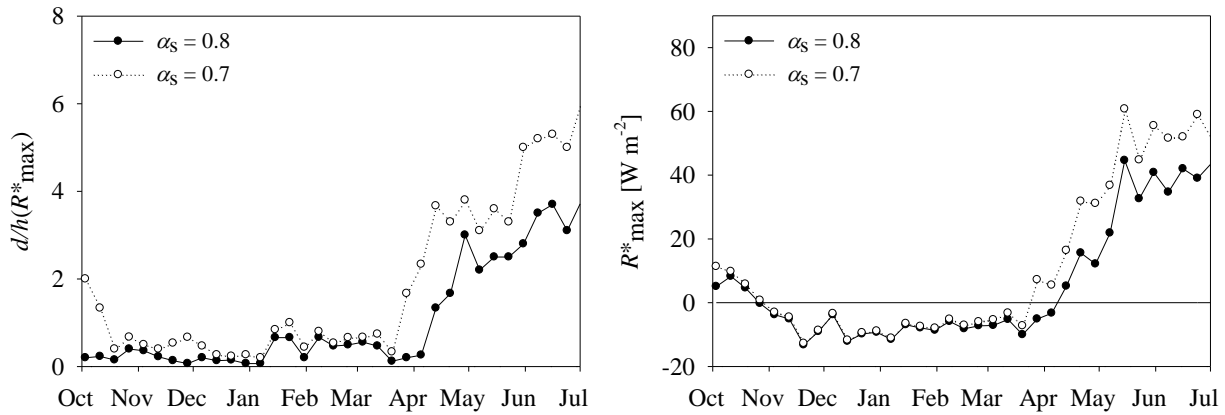 8
6
4
2
0
d/h(R*max)
αs = 0.8
αs = 0.7
Oct Nov Dec Jan Feb Mar Apr May Jun Jul
80
60
40
20
0
-20
R*max [W m-2]
αs = 0.8
αs = 0.7
Oct Nov Dec Jan Feb Mar Apr May Jun Jul